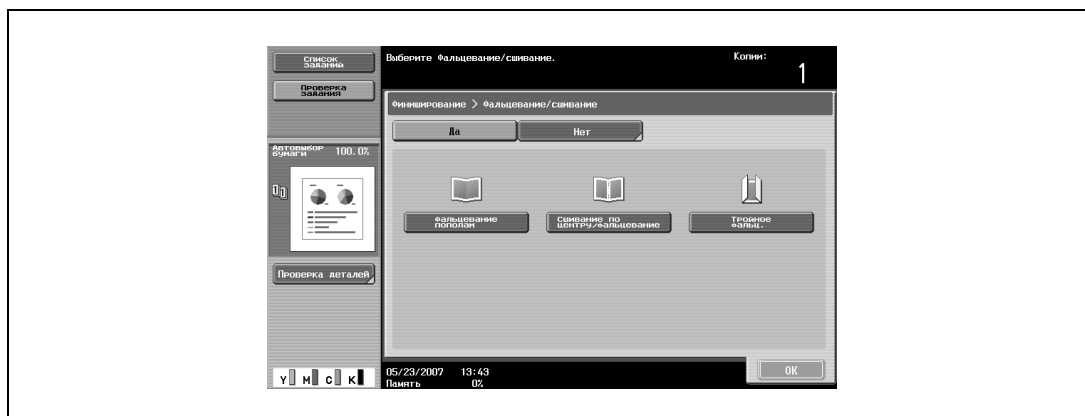 Список
заданий
Проверка
задания
Автовыбор
бумаги 100.0%
Проверка деталей
Y M C K
Выберите Фальцевание/сшивание.
Копии:
1
Финиширование > Фальцевание/сшивание
Да
Нет
Фальцевание
пополам
Сшивание по
центру/Фальцевание
Тройное
Фальц.
05/23/2007 13:43
Память 0%
OK